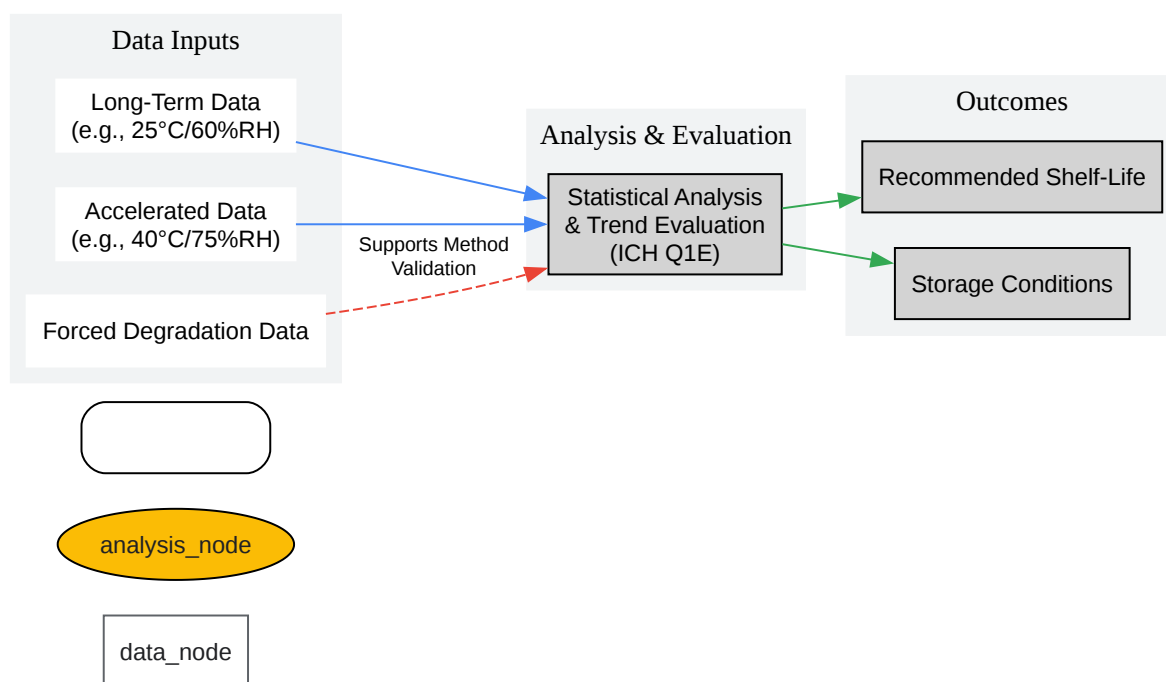 Data Inputs
Long-Term Data
(e.g., 25°C/60%RH)
Accelerated Data
(e.g., 40°C/75%RH)
Forced Degradation Data
Supports Method
Validation
Analysis & Evaluation
Statistical Analysis
& Trend Evaluation
(ICH Q1E)
Outcomes
Recommended Shelf-Life
Storage Conditions
analysis_node
data_node